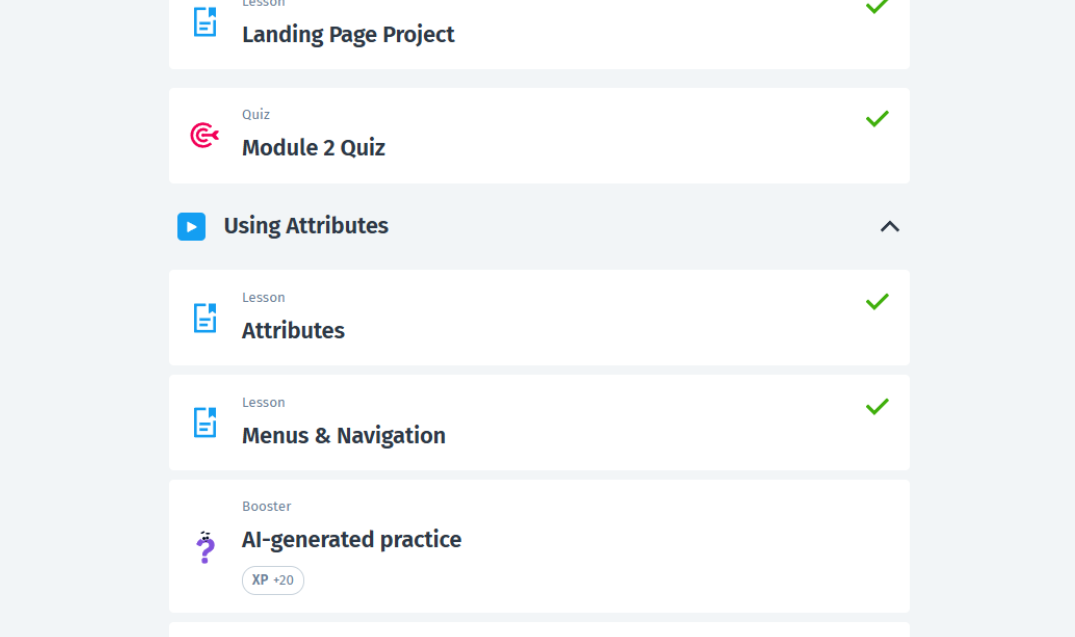 Lesson
Landing Page Project
Quiz
Module 2 Quiz
Using Attributes
Lesson
Attributes
Lesson
Menus & Navigation
Booster
AI-generated practice
XP +20